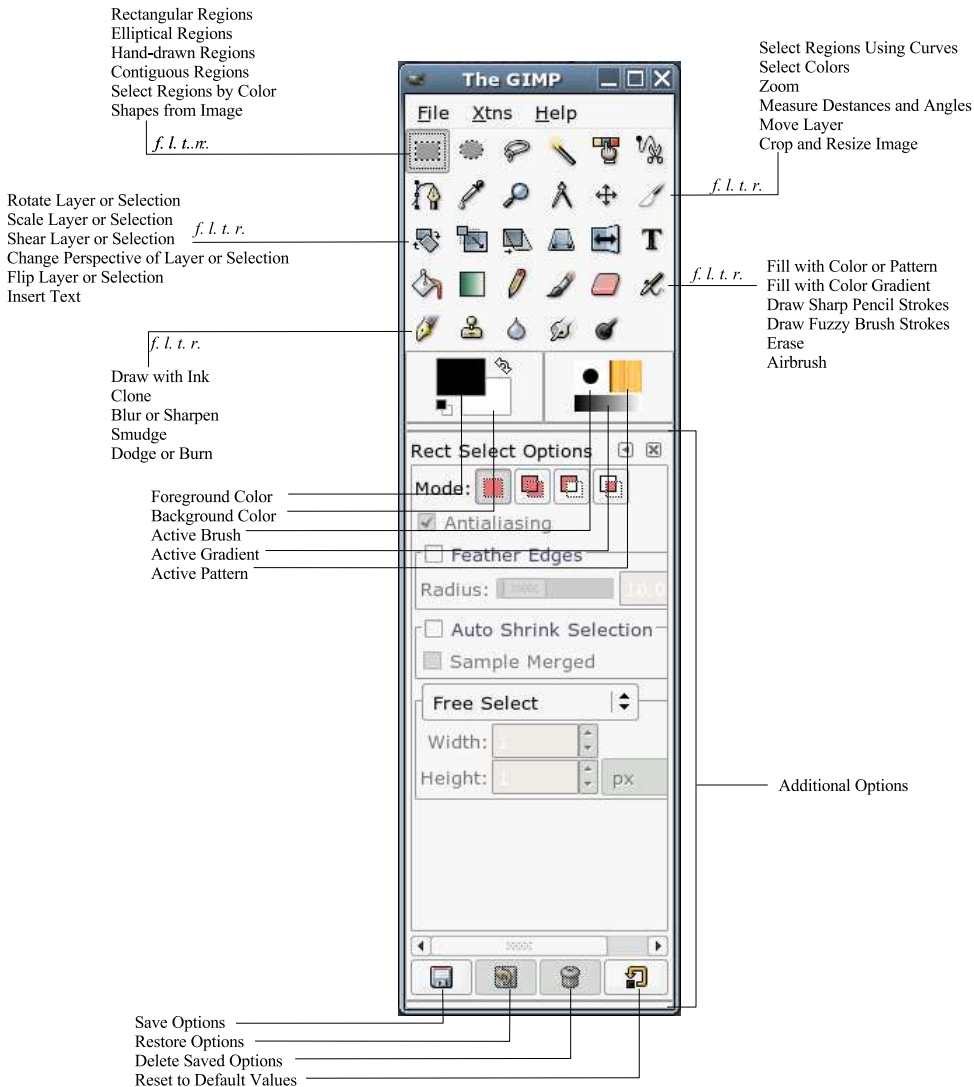 Rectangular Regions
Elliptical Regions
Hand-drawn Regions
Contiguous Regions
Select Regions by Color
Shapes from Image
f. l. t. r.
Select Regions Using Curves
Select Colors
Zoom
Measure Destances and Angles
Move Layer
Crop and Resize Image
f. l. t. r.
The GIMP
File Xtns Help
Rotate Layer or Selection
Scale Layer or Selection
Shear Layer or Selection
Change Perspective of Layer or Selection
Flip Layer or Selection
Insert Text
f. l. t. r.
Fill with Color or Pattern
Fill with Color Gradient
Draw Sharp Pencil Strokes
Draw Fuzzy Brush Strokes
Erase
Airbrush
f. l. t. r.
f. l. t. r.
Draw with Ink
Clone
Blur or Sharpen
Smudge
Dodge or Burn
Foreground Color
Background Color
Active Brush
Active Gradient
Active Pattern
Rect Select Options
Mode:
Antialiasing
Feather Edges
Radius: 10.0
Auto Shrink Selection
Sample Merged
Free Select
Width: 1
Height: 1 px
Additional Options
Save Options
Restore Options
Delete Saved Options
Reset to Default Values